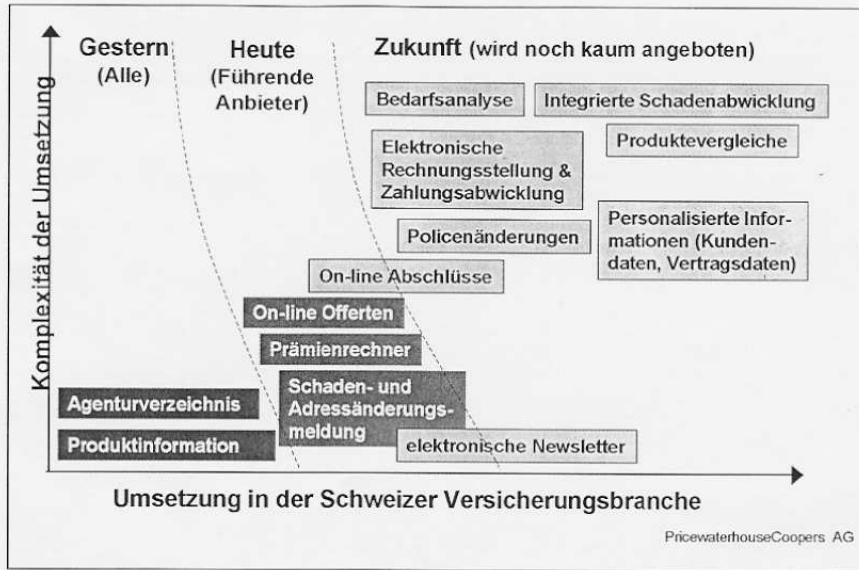 Gestern
(Alle)
Heute
(Führende
Anbieter)
Zukunft (wird noch kaum angeboten)
Komplexität der Umsetzung
Bedarfsanalyse
Integrierte Schadenabwicklung
Elektronische
Rechnungsstellung &
Zahlungsabwicklung
Produktevergleiche
Policenänderungen
Personalisierte Infor-
mationen (Kunden-
daten, Vertragsdaten)
On-line Abschlüsse
On-line Offerten
Prämienrechner
Schaden- und
Adressänderungs-
meldung
Agenturverzeichnis
Produktinformation
elektronische Newsletter
Umsetzung in der Schweizer Versicherungsbranche
PricewaterhouseCoopers AG